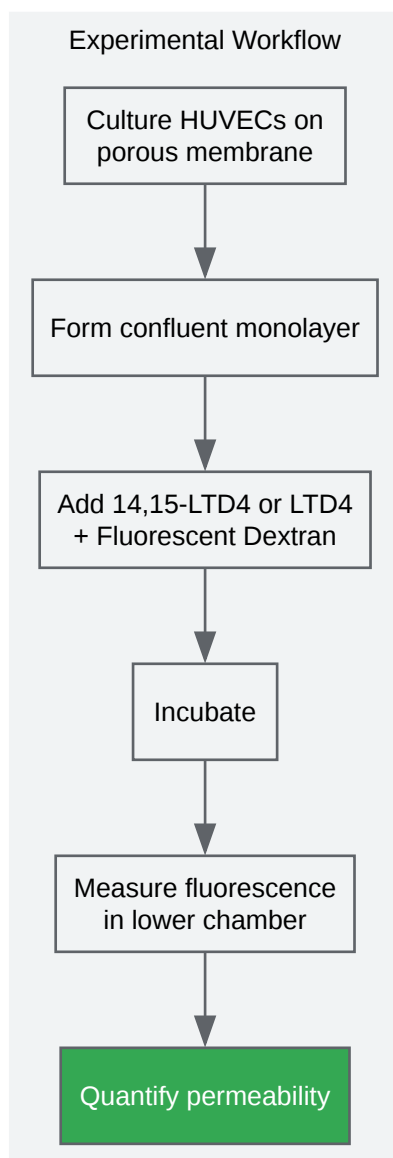 Experimental Workflow
Culture HUVECs on
porous membrane
Form confluent monolayer
Add 14,15-LTD4 or LTD4
+ Fluorescent Dextran
Incubate
Measure fluorescence
in lower chamber
Quantify permeability